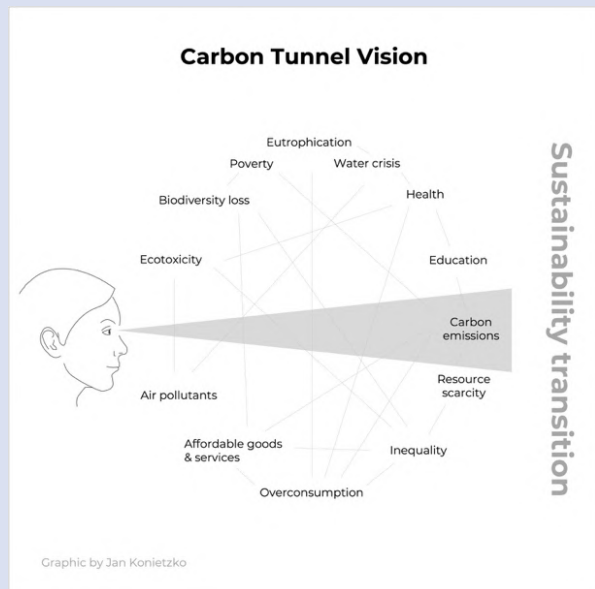 Carbon Tunnel Vision
Eutrophication
Poverty
Water crisis
Biodiversity loss
Health
Ecotoxicity
Education
Carbon
emissions
Resource
scarcity
Air pollutants
Affordable goods
& services
Inequality
Overconsumption
Sustainability transition
Graphic by Jan Konietzko